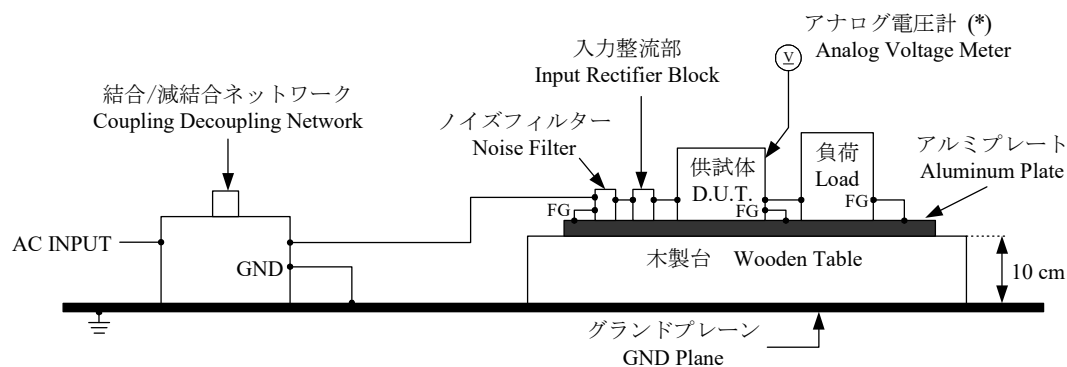 アナログ電圧計 (*)
Analog Voltage Meter
V
入力整流部
Input Rectifier Block
結合/減結合ネットワーク
Coupling Decoupling Network
ノイズフィルター
Noise Filter
供試体
D.U.T.
負荷
Load
アルミプレート
Aluminum Plate
FG
FG
FG
AC INPUT
GND
木製台 Wooden Table
10 cm
グランドプレーン
GND Plane